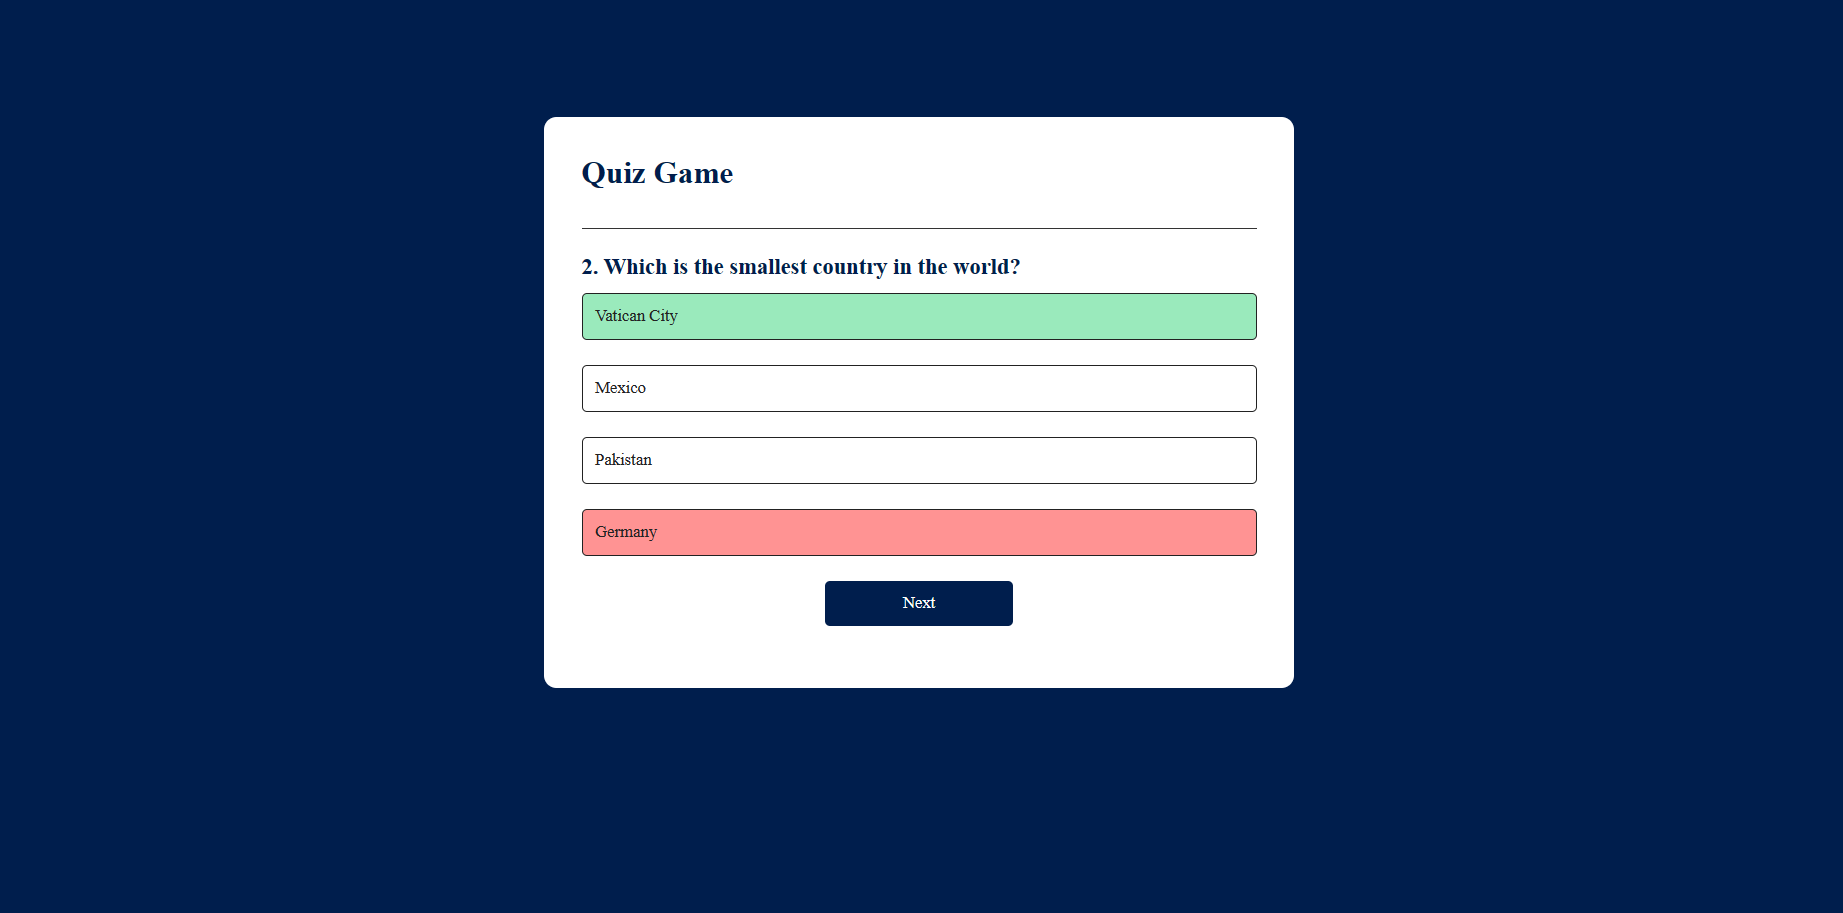 Quiz Game
2. Which is the smallest country in the world?
Vatican City
Mexico
Pakistan
Germany
Next